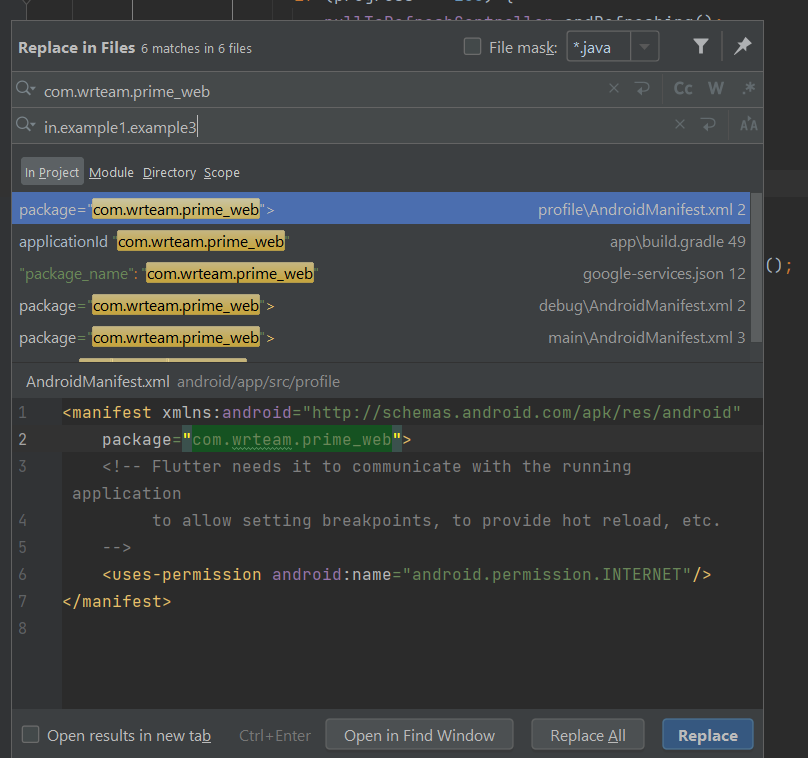 pullToRefreshController.endRefreshing();
Replace in Files 6 matches in 6 files File mask: *.java
com.wrteam.prime_web Cc W .*
in.example1.example3
In Project Module Directory Scope
package="com.wrteam.prime_web"> profile\AndroidManifest.xml 2
applicationId "com.wrteam.prime_web" app\build.gradle 49
"package_name": "com.wrteam.prime_web" google-services.json 12
();
package="com.wrteam.prime_web"> debug\AndroidManifest.xml 2
package="com.wrteam.prime_web"> main\AndroidManifest.xml 3
AndroidManifest.xml android/app/src/profile
1 <manifest xmlns:android="http://schemas.android.com/apk/res/android"
2 package="com.wrteam.prime_web">
3 <!-- Flutter needs it to communicate with the running
application
4 to allow setting breakpoints, to provide hot reload, etc.
5 -->
6 <uses-permission android:name="android.permission.INTERNET"/>
7 </manifest>
8
Open results in new tab Ctrl+Enter Open in Find Window Replace All Replace